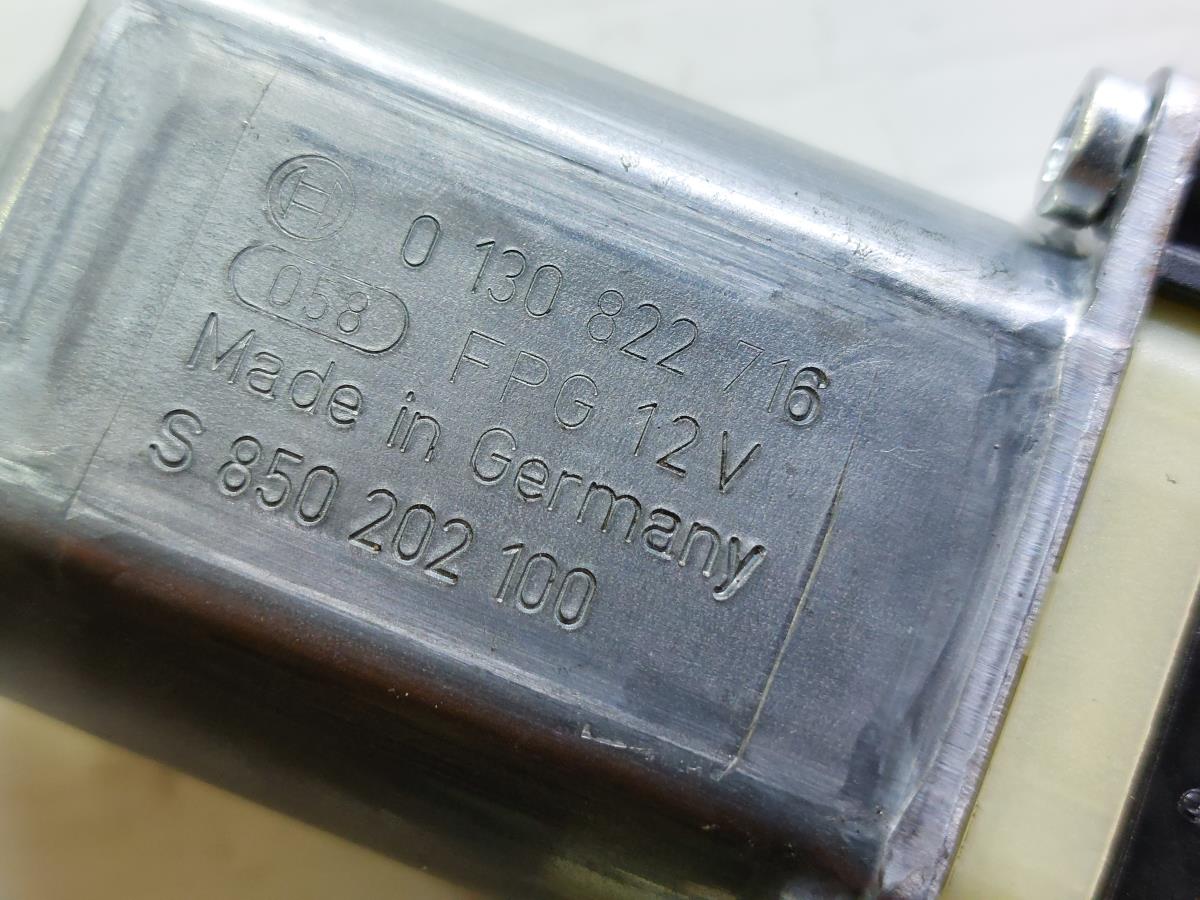 0 130 822 716
058 FPG 12V
Made in Germany
S 850 202 100